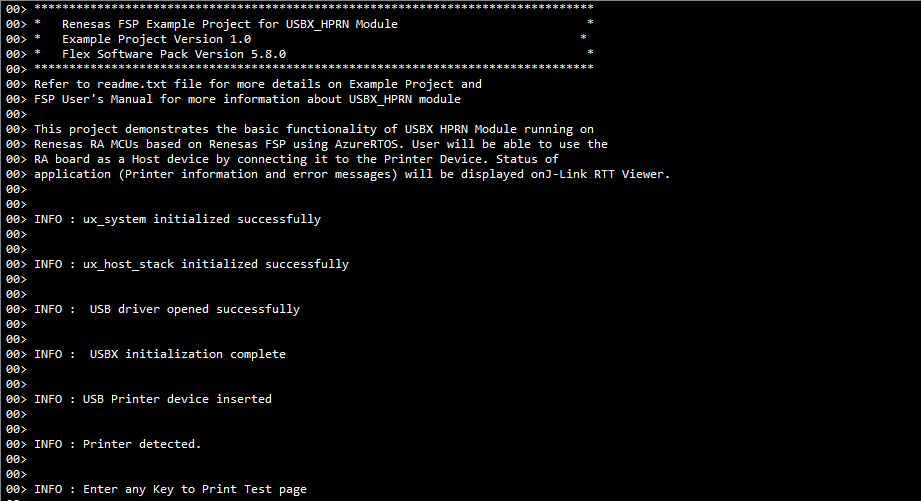 00> ********************************************************************************
00> *   Renesas FSP Example Project for USBX_HPRN Module                           *
00> *   Example Project Version 1.0                                               *
00> *   Flex Software Pack Version 5.8.0                                           *
00> ********************************************************************************
00> Refer to readme.txt file for more details on Example Project and
00> FSP User's Manual for more information about USBX_HPRN module
00>
00> This project demonstrates the basic functionality of USBX HPRN Module running on
00> Renesas RA MCUs based on Renesas FSP using AzureRTOS. User will be able to use the
00> RA board as a Host device by connecting it to the Printer Device. Status of
00> application (Printer information and error messages) will be displayed onJ-Link RTT Viewer.
00>
00>
00> INFO : ux_system initialized successfully
00>
00>
00> INFO : ux_host_stack initialized successfully
00>
00>
00> INFO :  USB driver opened successfully
00>
00>
00> INFO :  USBX initialization complete
00>
00>
00> INFO : USB Printer device inserted
00>
00>
00> INFO : Printer detected.
00>
00>
00> INFO : Enter any Key to Print Test page